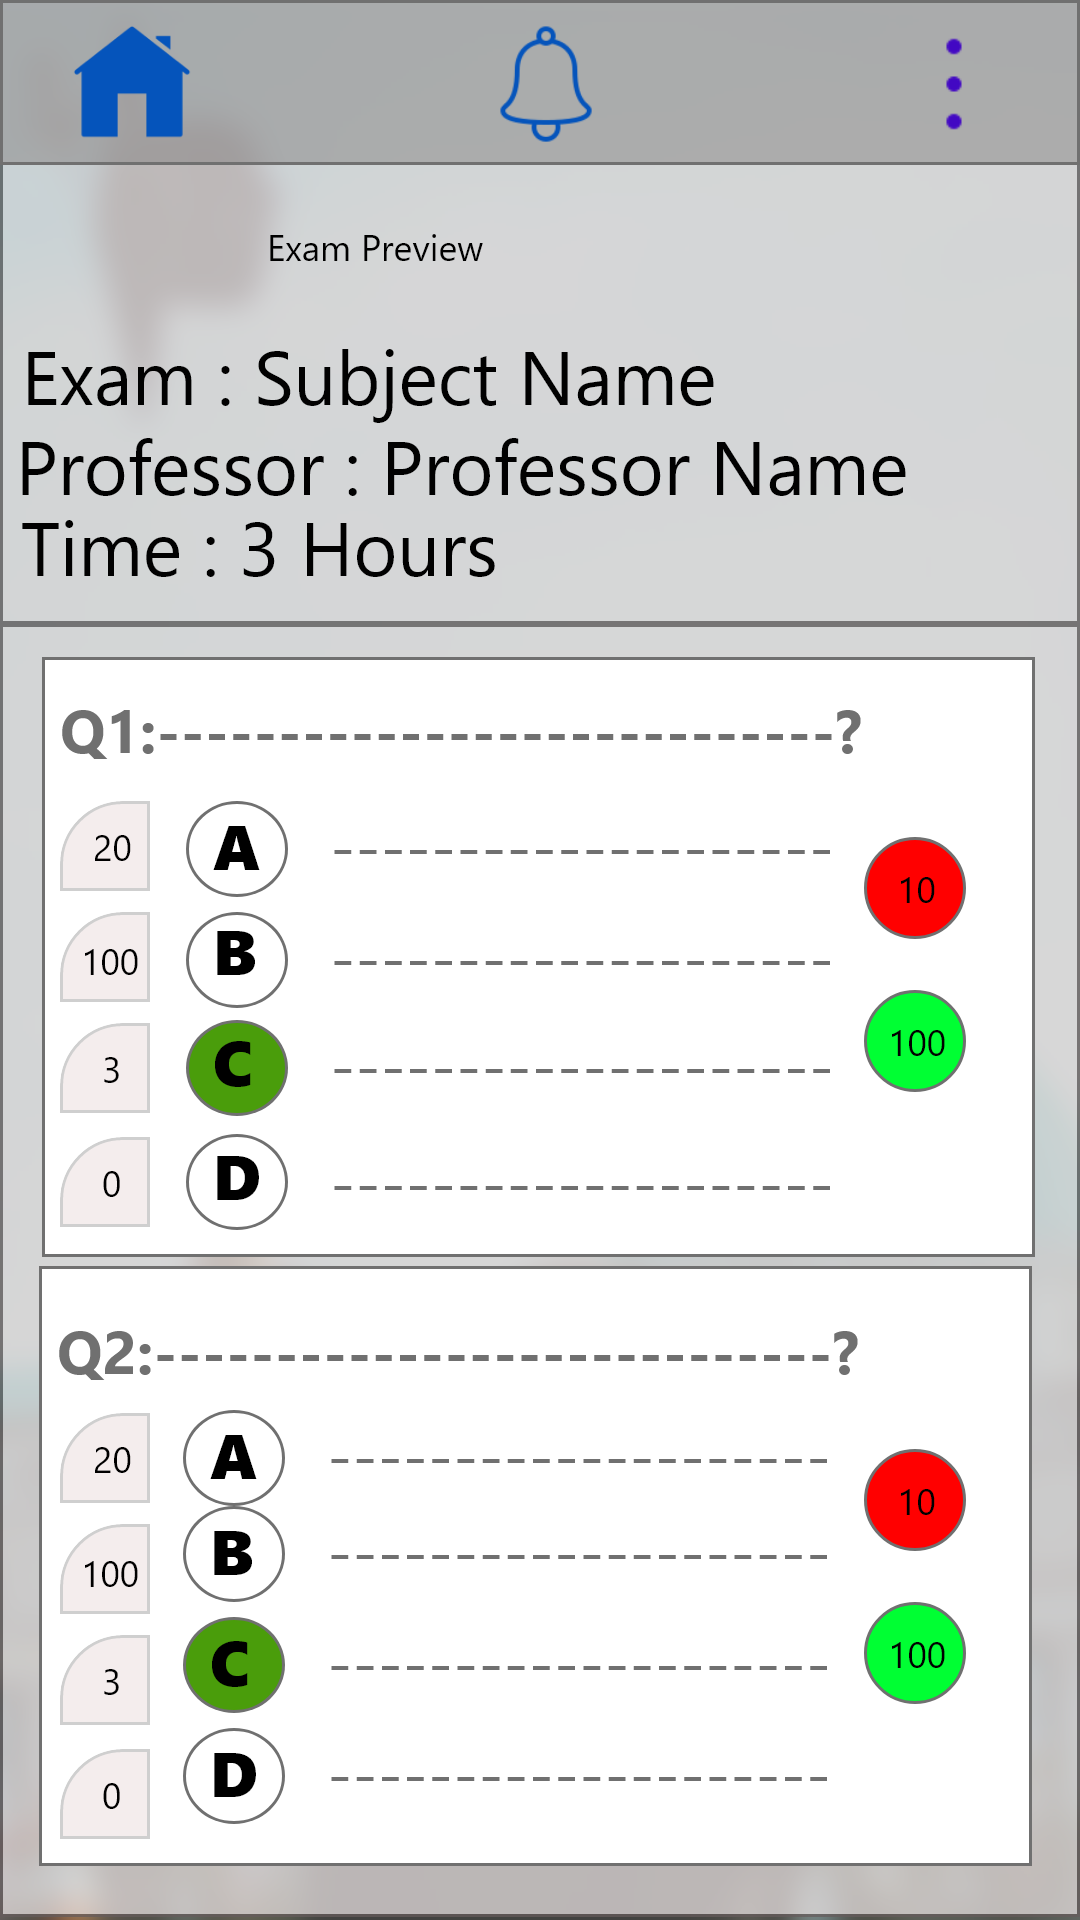 Exam Preview
Exam : Subject Name
Professor : Professor Name
Time : 3 Hours
Q1:----------------------------?
20 A --------------------
10
100 B --------------------
100
3 C --------------------
0 D --------------------
Q2:----------------------------?
20 A --------------------
10
100 B --------------------
100
3 C --------------------
0 D --------------------